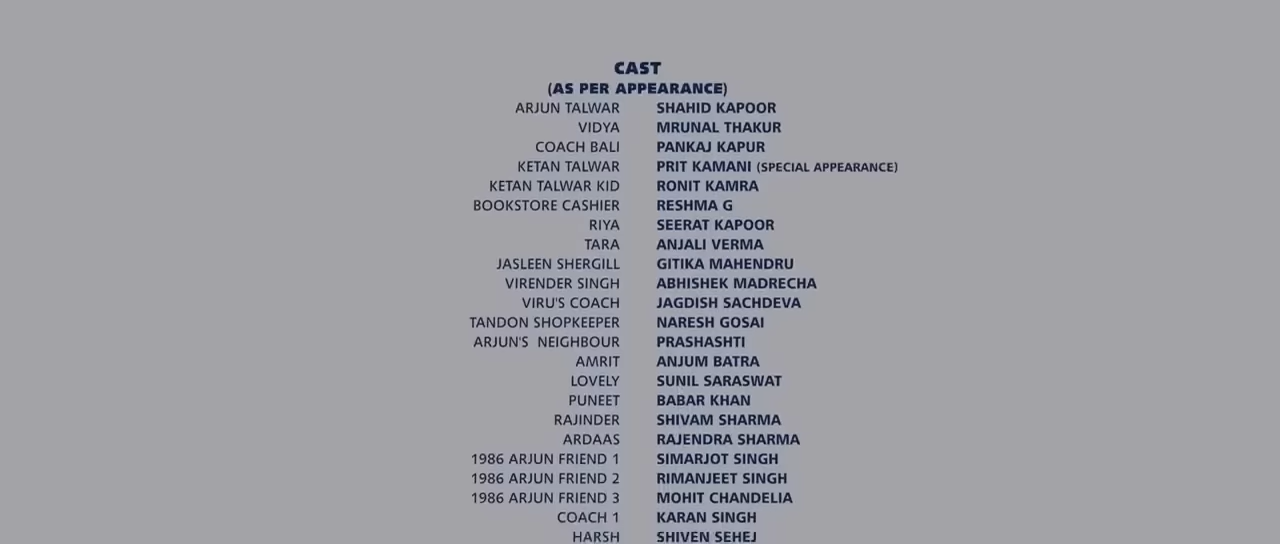 CAST
(AS PER APPEARANCE)
ARJUN TALWAR SHAHID KAPOOR
VIDYA MRUNAL THAKUR
COACH BALI PANKAJ KAPUR
KETAN TALWAR PRIT KAMANI (SPECIAL APPEARANCE)
KETAN TALWAR KID RONIT KAMRA
BOOKSTORE CASHIER RESHMA G
RIYA SEERAT KAPOOR
TARA ANJALI VERMA
JASLEEN SHERGILL GITIKA MAHENDRU
VIRENDER SINGH ABHISHEK MADRECHA
VIRU'S COACH JAGDISH SACHDEVA
TANDON SHOPKEEPER NARESH GOSAI
ARJUN'S NEIGHBOUR PRASHASHTI
AMRIT ANJUM BATRA
LOVELY SUNIL SARASWAT
PUNEET BABAR KHAN
RAJINDER SHIVAM SHARMA
ARDAAS RAJENDRA SHARMA
1986 ARJUN FRIEND 1 SIMARJOT SINGH
1986 ARJUN FRIEND 2 RIMANJEET SINGH
1986 ARJUN FRIEND 3 MOHIT CHANDELIA
COACH 1 KARAN SINGH
HARSH SHIVEN SEHEJ